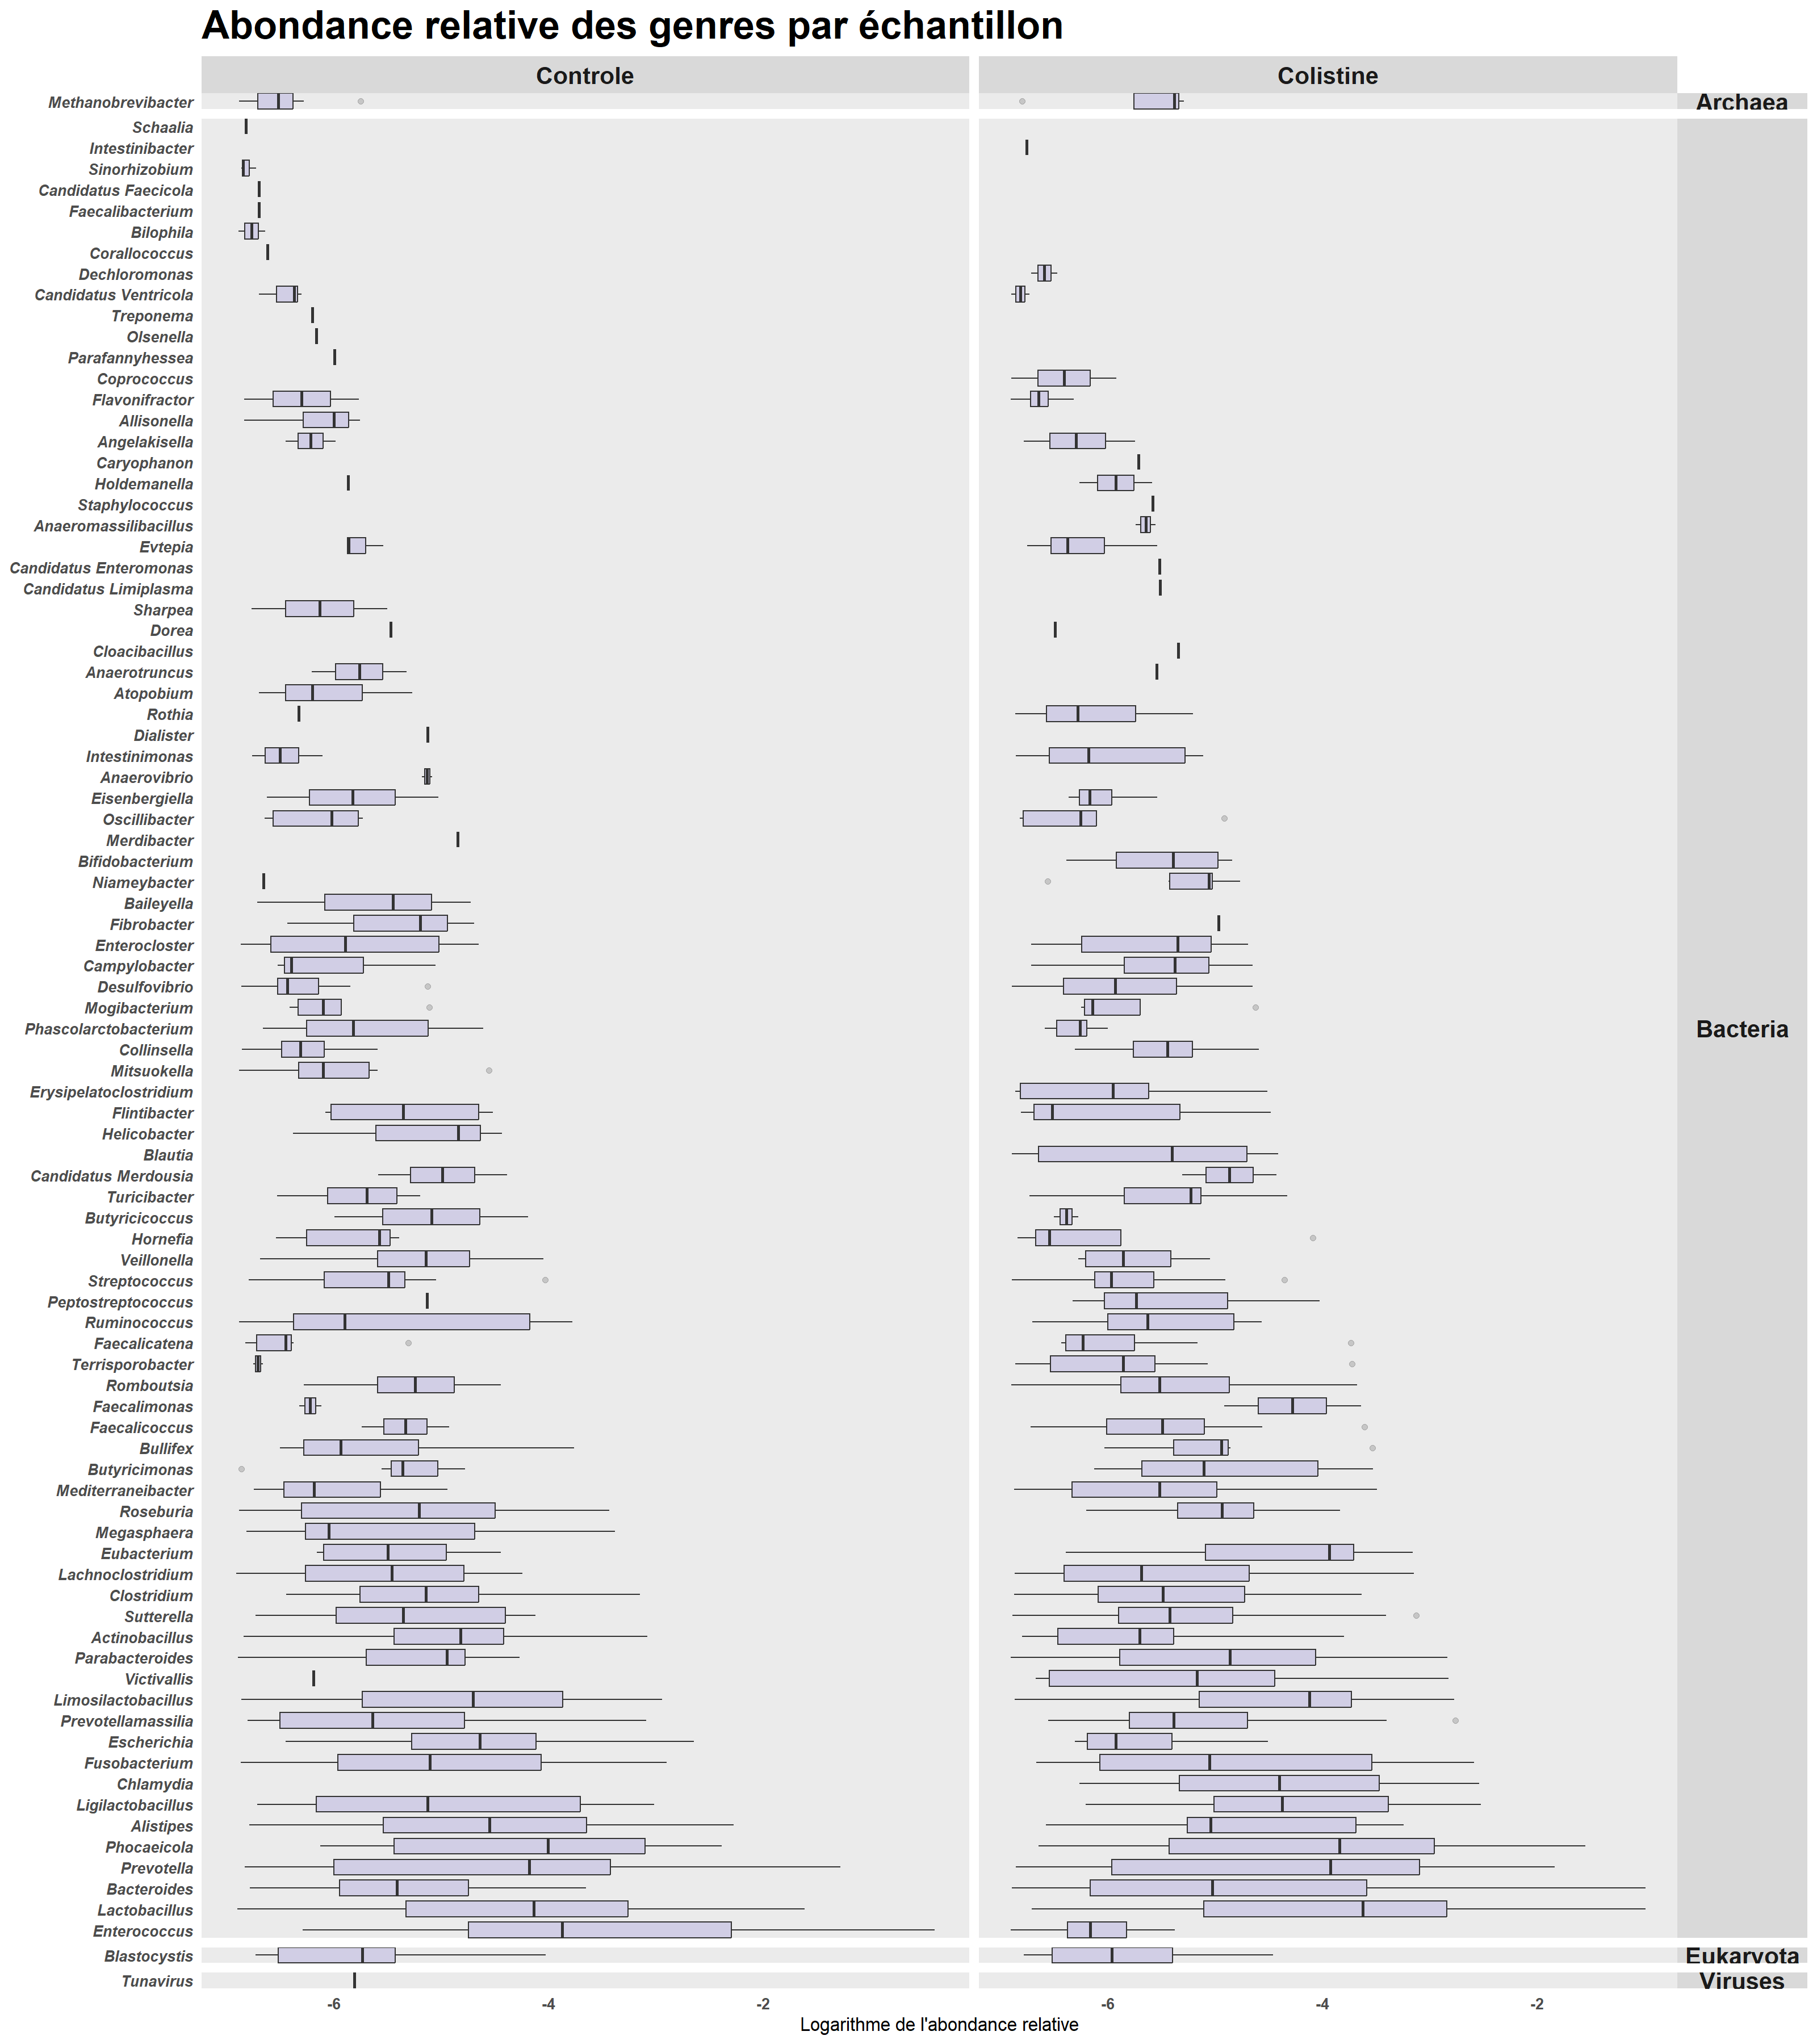 Abondance relative des genres par échantillon
Controle
Colistine
Methanobrevibacter
Archaea
Schaalia
Intestinibacter
Sinorhizobium
Candidatus Faecicola
Faecalibacterium
Bilophila
Corallococcus
Dechloromonas
Candidatus Ventricola
Treponema
Olsenella
Parafannyhessea
Coprococcus
Flavonifractor
Allisonella
Angelakisella
Caryophanon
Holdemanella
Staphylococcus
Anaeromassilibacillus
Evtepia
Candidatus Enteromonas
Candidatus Limiplasma
Sharpea
Dorea
Cloacibacillus
Anaerotruncus
Atopobium
Rothia
Dialister
Intestinimonas
Anaerovibrio
Eisenbergiella
Oscillibacter
Merdibacter
Bifidobacterium
Niameybacter
Baileyella
Fibrobacter
Enterocloster
Campylobacter
Desulfovibrio
Mogibacterium
Phascolarctobacterium
Bacteria
Collinsella
Mitsuokella
Erysipelatoclostridium
Flintibacter
Helicobacter
Blautia
Candidatus Merdousia
Turicibacter
Butyricicoccus
Hornefia
Veillonella
Streptococcus
Peptostreptococcus
Ruminococcus
Faecalicatena
Terrisporobacter
Romboutsia
Faecalimonas
Faecalicoccus
Bullifex
Butyricimonas
Mediterraneibacter
Roseburia
Megasphaera
Eubacterium
Lachnoclostridium
Clostridium
Sutterella
Actinobacillus
Parabacteroides
Victivallis
Limosilactobacillus
Prevotellamassilia
Escherichia
Fusobacterium
Chlamydia
Ligilactobacillus
Alistipes
Phocaeicola
Prevotella
Bacteroides
Lactobacillus
Enterococcus
Blastocystis
Eukaryota
Tunavirus
Viruses
-6 -4 -2 -6 -4 -2
Logarithme de l'abondance relative